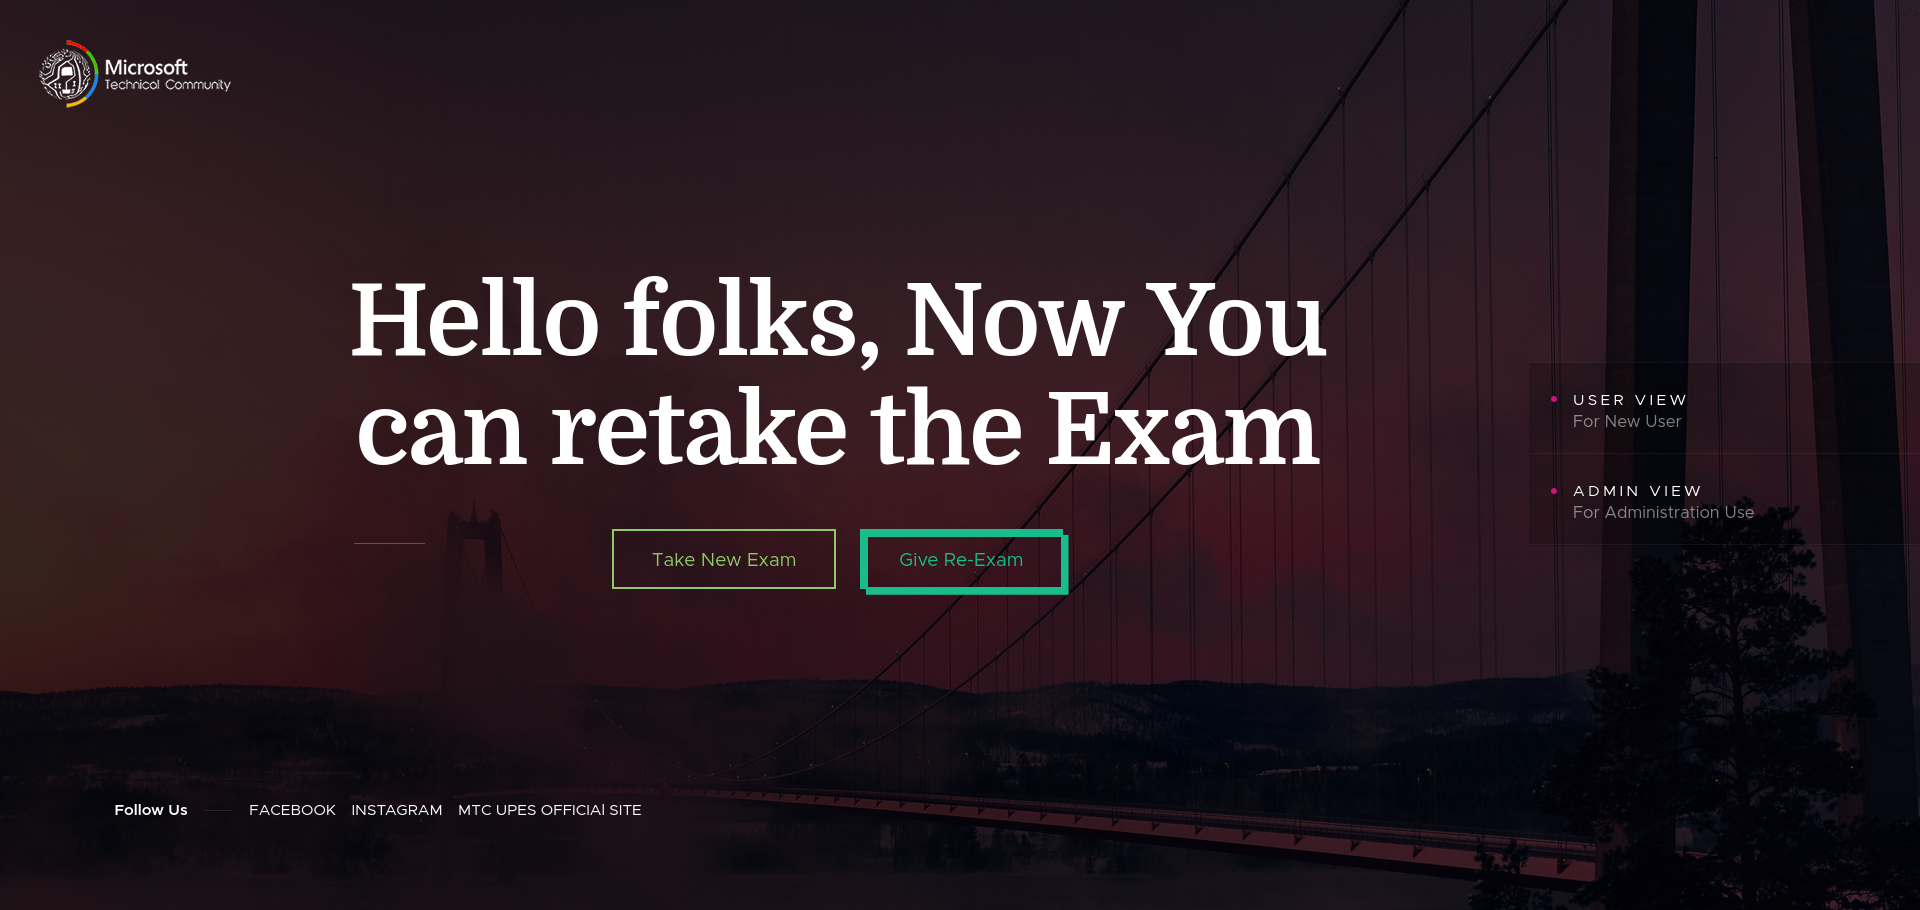 Microsoft
Technical Community
Hello folks, Now You
can retake the Exam
USER VIEW
For New User
ADMIN VIEW
For Administration Use
Take New Exam
Give Re-Exam
Follow Us
FACEBOOK INSTAGRAM MTC UPES OFFICIAl SITE